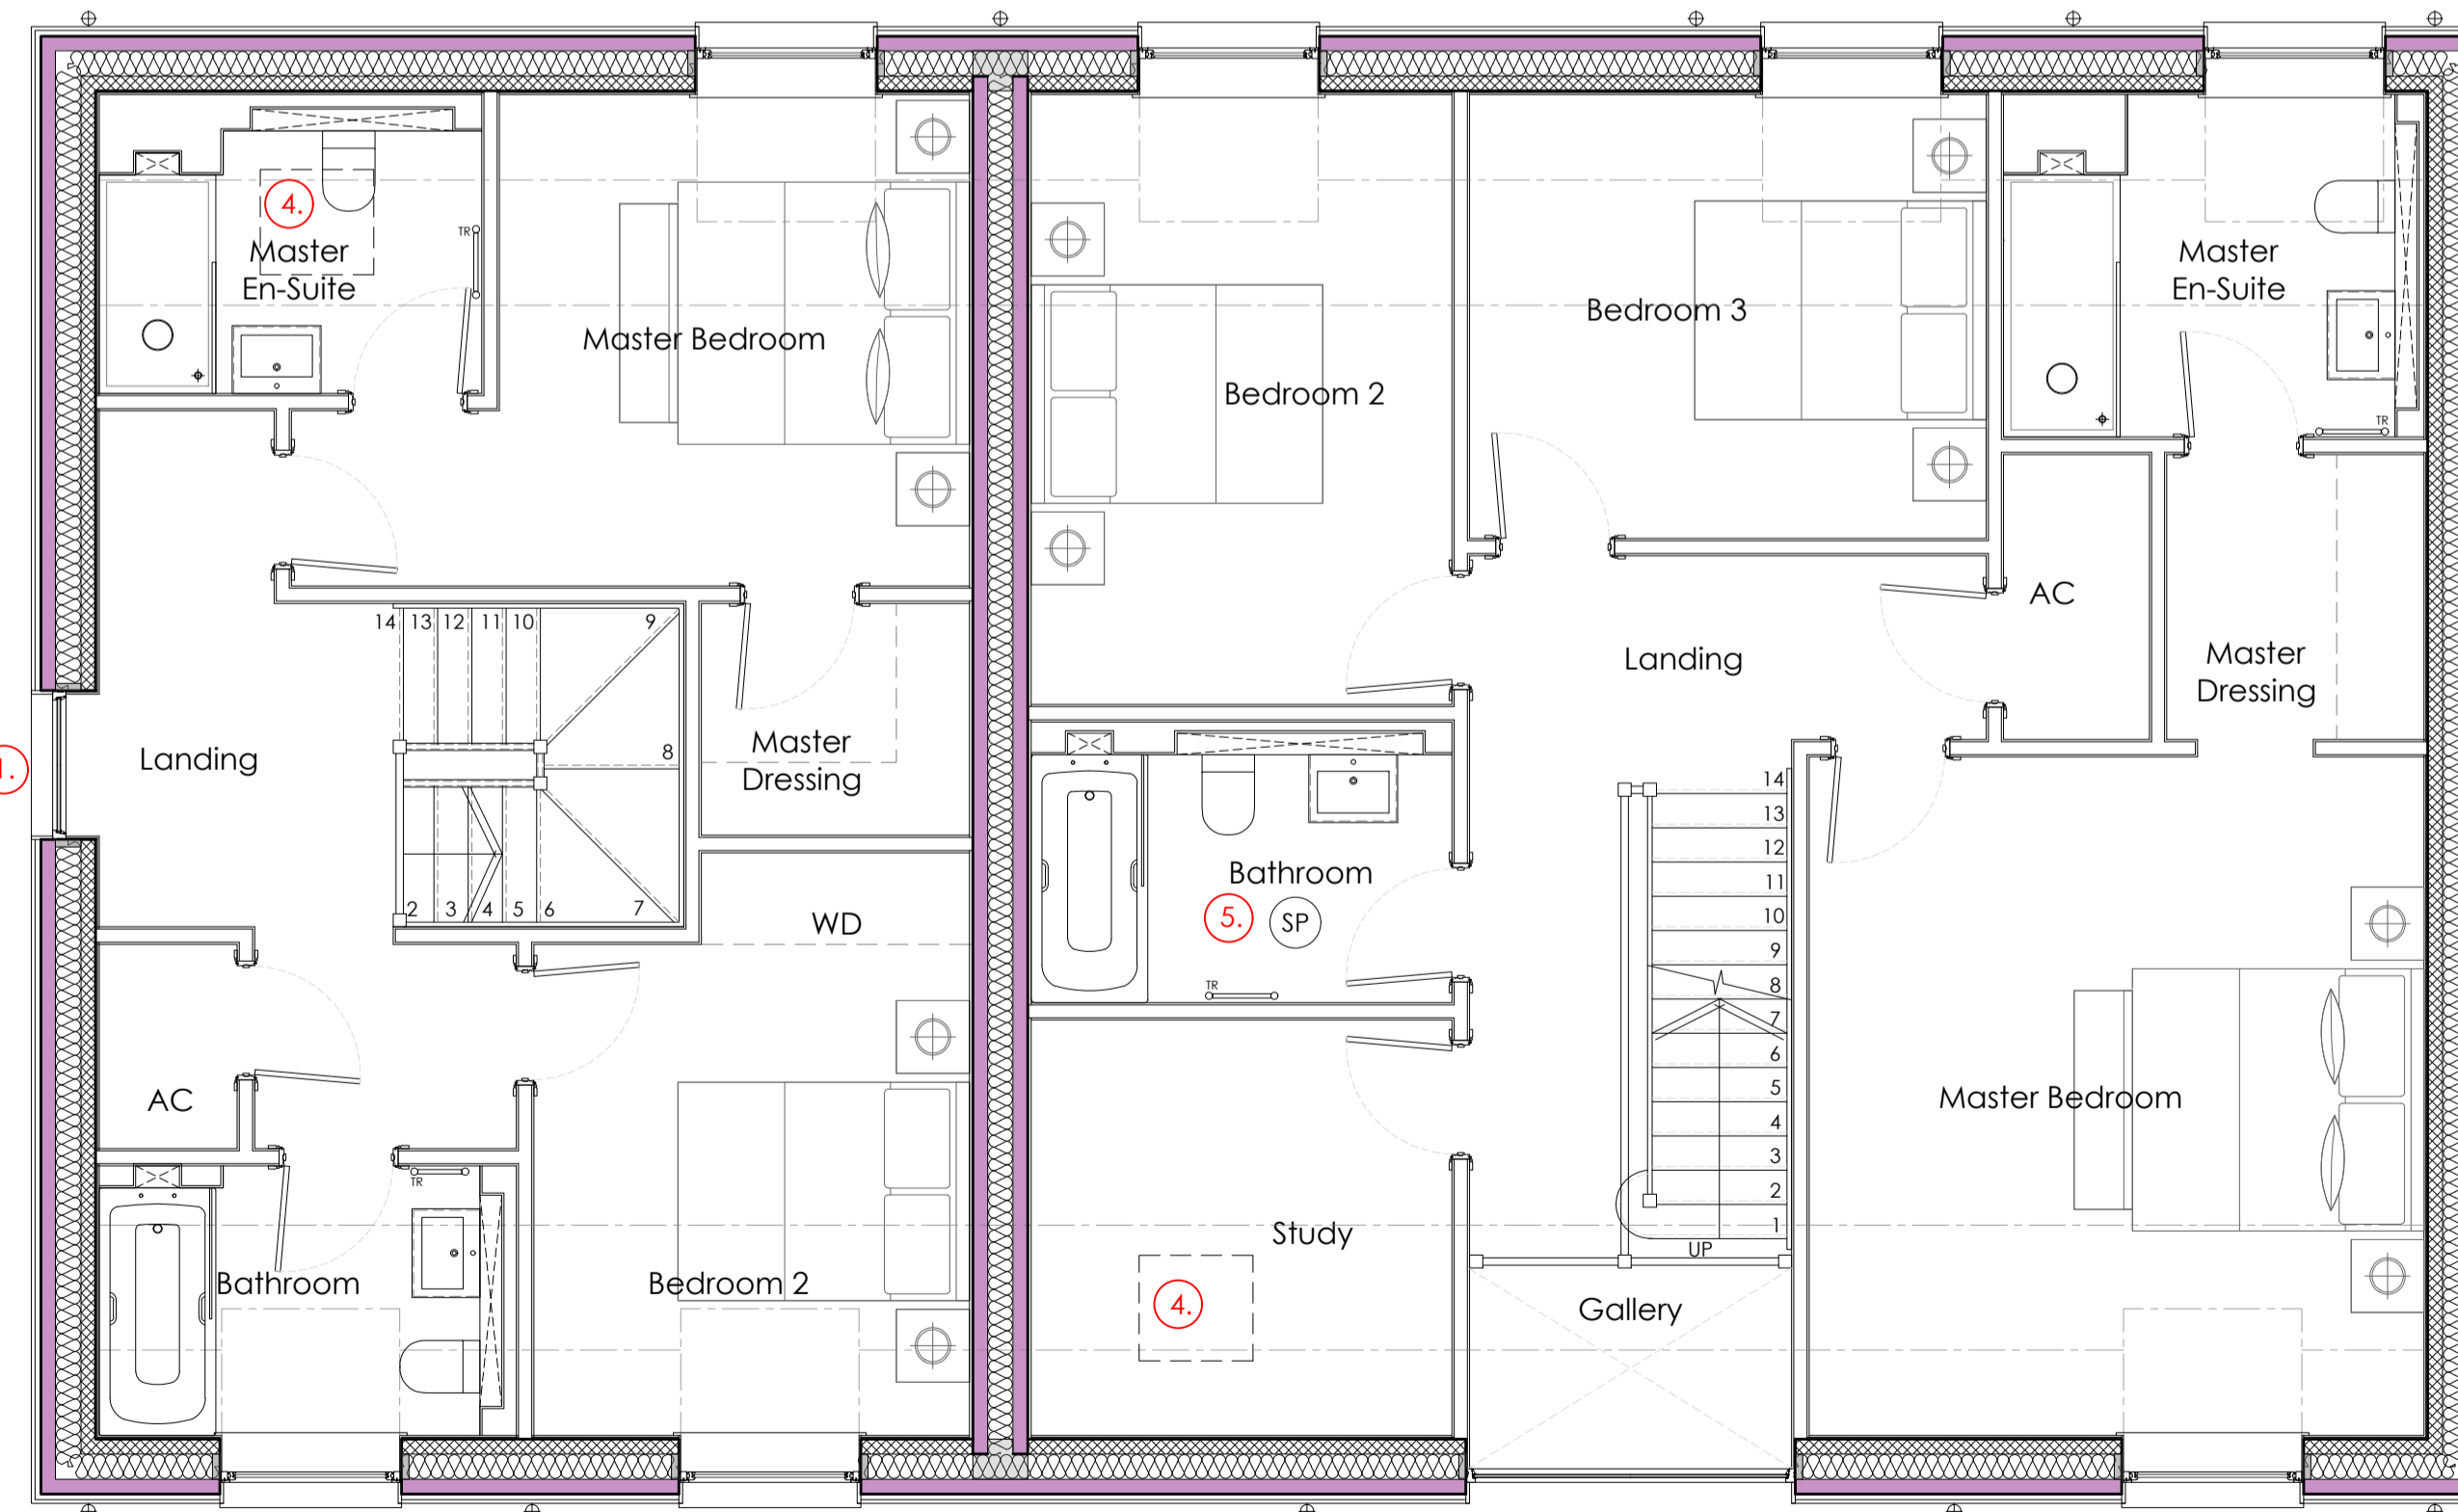 4.
Master
En-Suite
TR
Master Bedroom
Bedroom 2
Bedroom 3
Master
En-Suite
TR
14 13 12 11 10 9
8
2 3 4 5 6 7
Landing
Master
Dressing
1.
WD
AC
TR
Bathroom
Bedroom 2
Landing
AC
Master
Dressing
Bathroom
5. SP
TR
14
13
12
11
10
9
8
7
6
5
4
3
2
1
UP
Study
4.
Gallery
Master Bedroom